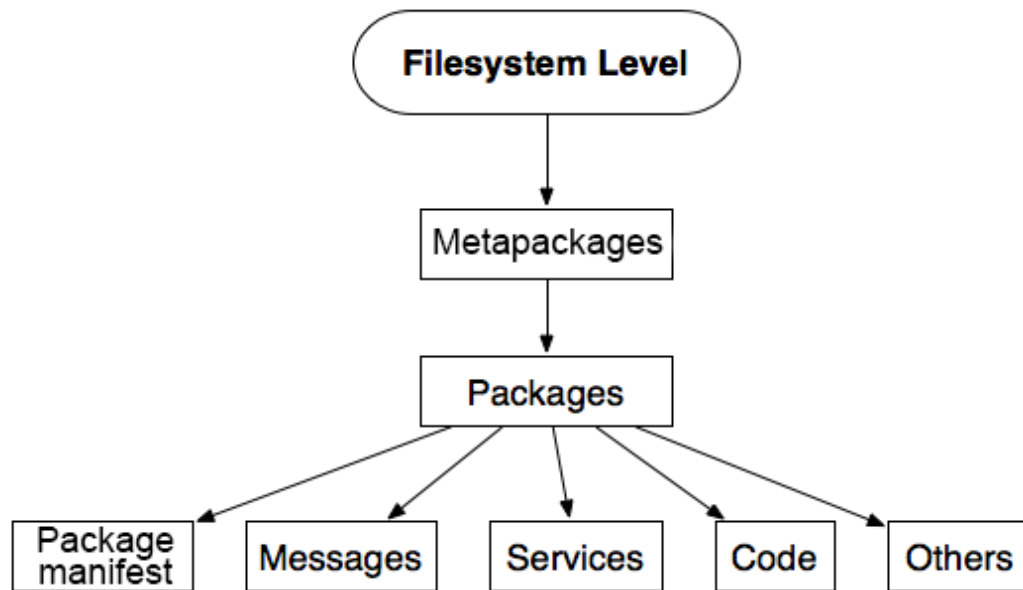 Filesystem Level
Metapackages
Packages
Package
manifest
Messages
Services
Code
Others